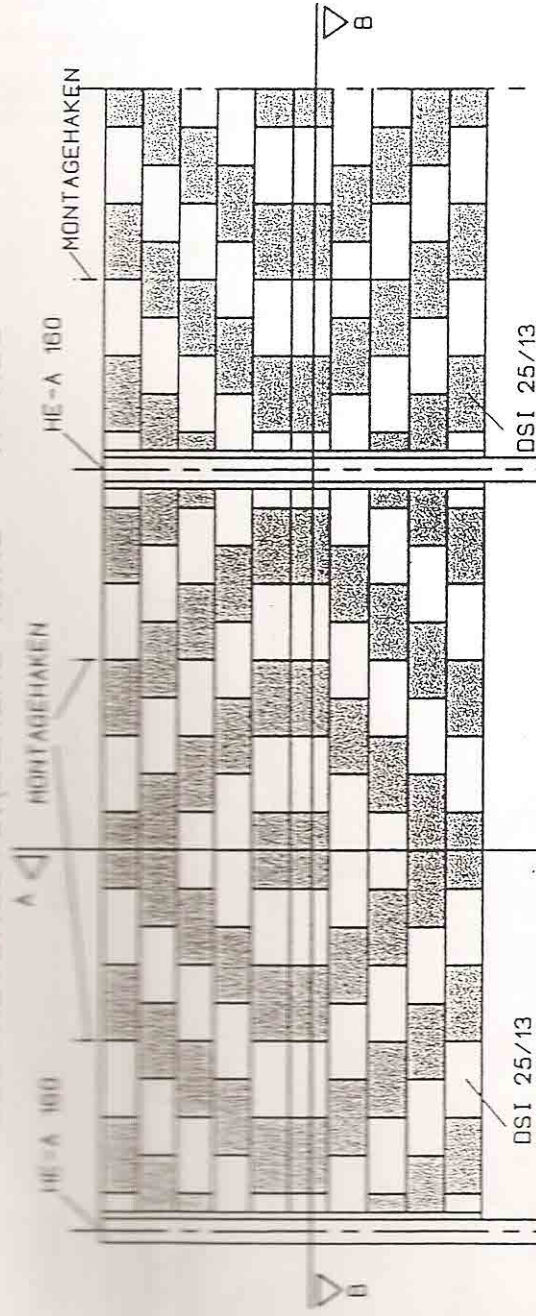 MONTAGEHAKEN
A
MONTAGEHAKEN
HE-A 160
HE-A 160
B
B
DSI 25/13
DSI 25/13